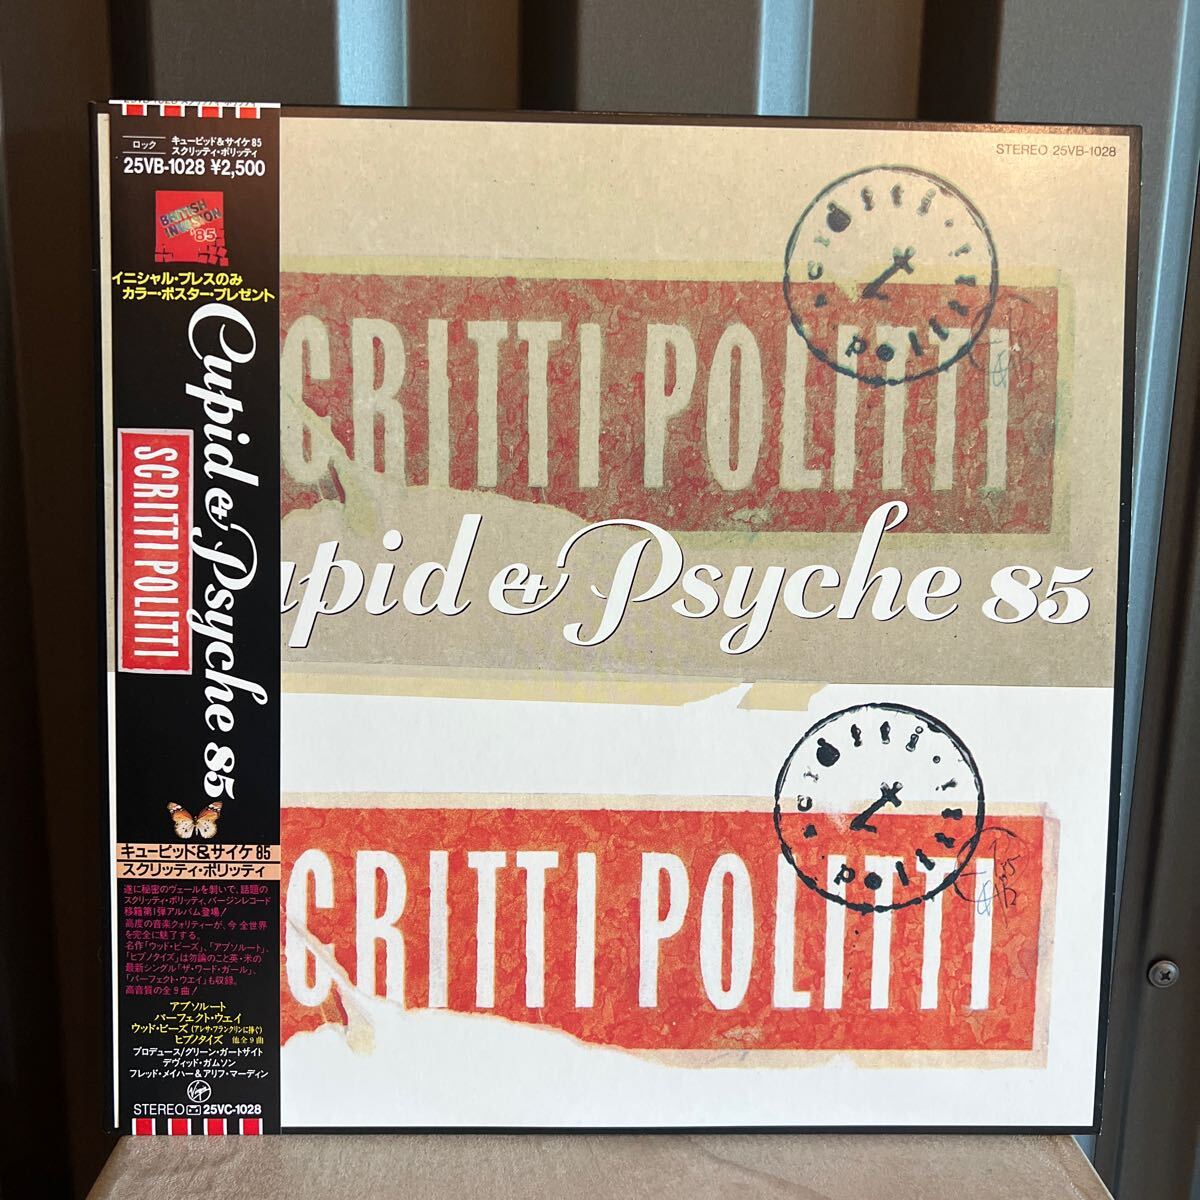 ロック
キューピッド&サイケ85
スクリッティ・ポリッティ
25VB-1028 ¥2,500
BRITISH
INVASION
'85
イニシャル・プレスのみ
カラー・ポスター・プレゼント
Cupid & Psyche 85
SCRITTI POLITTI
キューピッド&サイケ85
スクリッティ・ポリッティ
遂に秘密のヴェールを剝いで、話題の
スクリッティ・ポリッティ、バージンレコード
移籍第1弾アルバム登場!
高度の音楽クォリティーが、今 全世界
を完全に魅了する。
名作「ウッド・ビーズ」、「アブソルート」、
「ヒプノタイズ」は勿論のこと英・米の
最新シングル「ザ・ワード・ガール」、
「パーフェクト・ウエイ」も収録。
高音質の全9曲!
アブソルート
パーフェクト・ウェイ
ウッド・ビーズ(アレサ・フランクリンに捧ぐ)
ヒプノタイズ 他全9曲
プロデュース/グリーン・ガートサイド
デヴィッド・ガムソン
フレッド・メイハー&アリフ・マーディン
Virgin
STEREO 25VC-1028
STEREO 25VB-1028
scritti politti
CRITTI POLITTI
upid & Psyche 85
scritti politti
CRITTI POLITTI